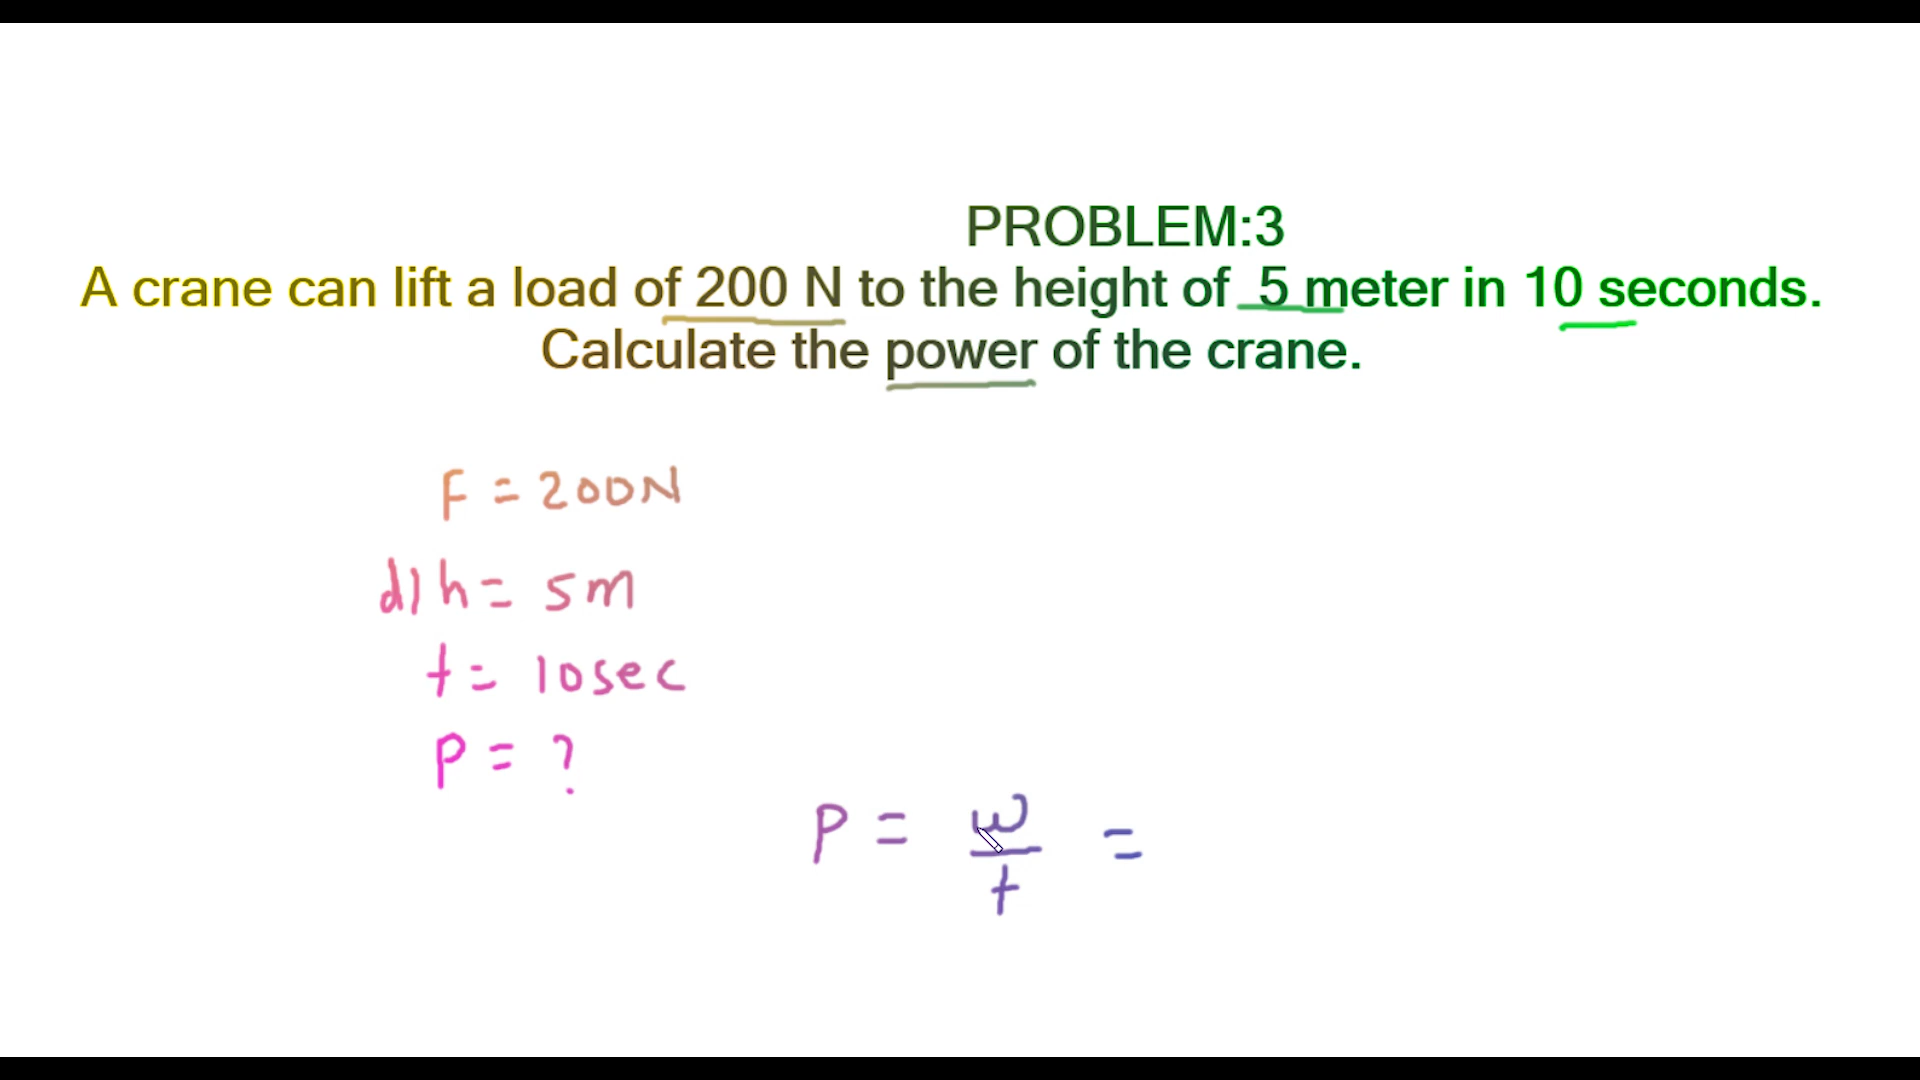 PROBLEM:3
A crane can lift a load of 200 N to the height of 5 meter in 10 seconds.
Calculate the power of the crane.
F = 200N
d/h = 5m
t = 10sec
P = ?
P = w/t =